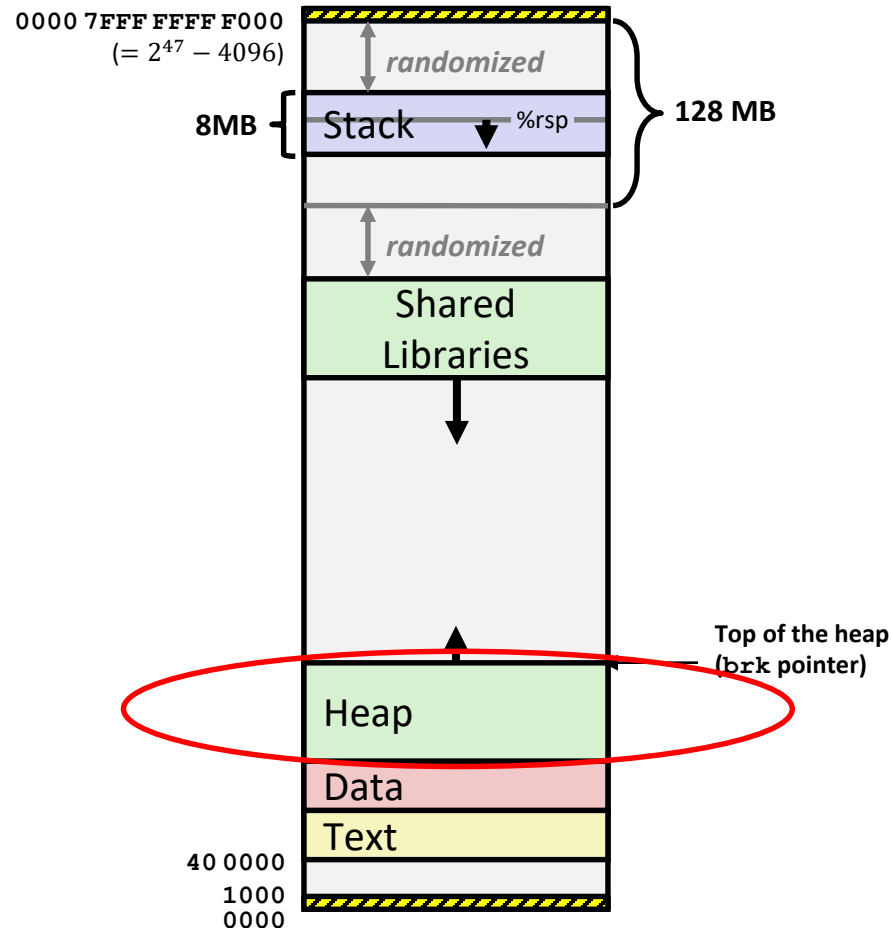 0000 7FFF FFFF F000
(= 2^47 − 4096)
randomized
8MB
Stack
%rsp
128 MB
randomized
Shared
Libraries
Top of the heap
(brk pointer)
Heap
Data
Text
40 0000
1000
0000